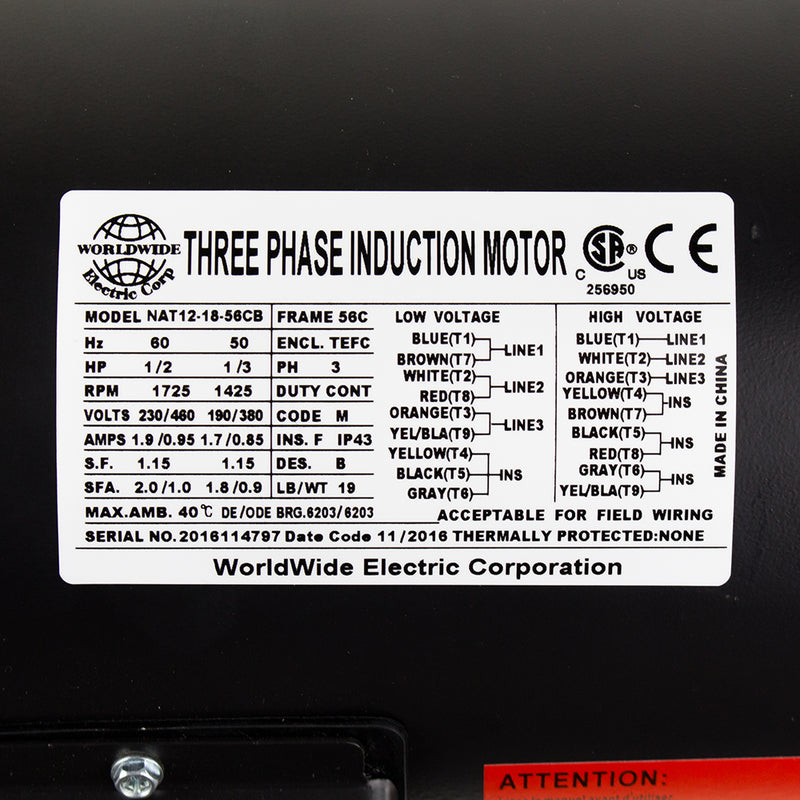 WORLDWIDE
Electric Corp
THREE PHASE INDUCTION MOTOR
C SA ® US
256950
CE
MODEL NAT12-18-56CB FRAME 56C
Hz 60 50 ENCL. TEFC
HP 1/2 1/3 PH 3
RPM 1725 1425 DUTY CONT
VOLTS 230/460 190/380 CODE M
AMPS 1.9/0.95 1.7/0.85 INS. F IP43
S.F. 1.15 1.15 DES. B
SFA. 2.0/1.0 1.8/0.9 LB/WT 19
MAX.AMB. 40℃ DE/ODE BRG.6203/6203
LOW VOLTAGE
BLUE(T1)
BROWN(T7) LINE1
WHITE(T2)
RED(T8) LINE2
ORANGE(T3)
YEL/BLA(T9) LINE3
YELLOW(T4)
BLACK(T5) INS
GRAY(T6)
HIGH VOLTAGE
BLUE(T1) LINE1
WHITE(T2) LINE2
ORANGE(T3) LINE3
YELLOW(T4)
BROWN(T7) INS
BLACK(T5)
RED(T8) INS
GRAY(T6)
YEL/BLA(T9) INS
MADE IN CHINA
ACCEPTABLE FOR FIELD WIRING
SERIAL NO. 2016114797 Date Code 11/2016 THERMALLY PROTECTED:NONE
WorldWide Electric Corporation
ATTENTION: